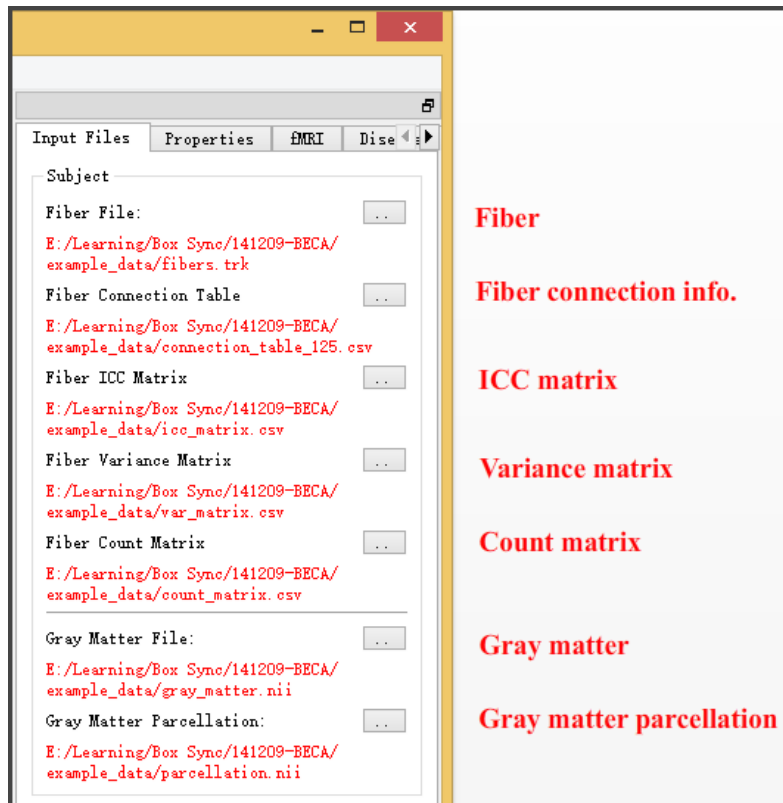 Input Files Properties fMRI Dise
Subject
Fiber File: ..
Fiber
E:/Learning/Box Sync/141209-BECA/
example_data/fibers.trk
Fiber Connection Table ..
Fiber connection info.
E:/Learning/Box Sync/141209-BECA/
example_data/connection_table_125.csv
Fiber ICC Matrix ..
ICC matrix
E:/Learning/Box Sync/141209-BECA/
example_data/icc_matrix.csv
Fiber Variance Matrix ..
Variance matrix
E:/Learning/Box Sync/141209-BECA/
example_data/var_matrix.csv
Fiber Count Matrix ..
Count matrix
E:/Learning/Box Sync/141209-BECA/
example_data/count_matrix.csv
Gray Matter File: ..
Gray matter
E:/Learning/Box Sync/141209-BECA/
example_data/gray_matter.nii
Gray Matter Parcellation: ..
Gray matter parcellation
E:/Learning/Box Sync/141209-BECA/
example_data/parcellation.nii